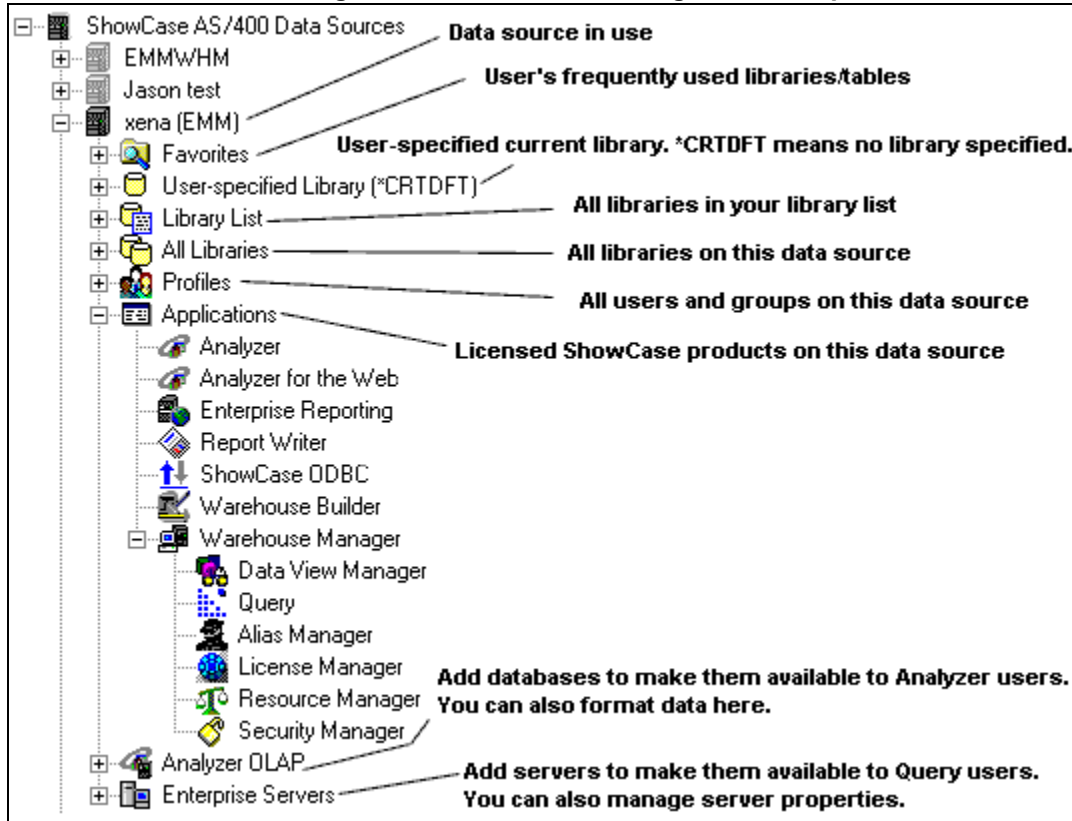 ShowCase AS/400 Data Sources
Data source in use
EMMWHM
User's frequently used libraries/tables
Jason test
xena (EMM)
User-specified current library. *CRTDFT means no library specified.
Favorites
User-specified Library (*CRTDFT)
All libraries in your library list
Library List
All Libraries
All libraries on this data source
Profiles
All users and groups on this data source
Applications
Analyzer
Licensed ShowCase products on this data source
Analyzer for the Web
Enterprise Reporting
Report Writer
ShowCase ODBC
Warehouse Builder
Warehouse Manager
Data View Manager
Query
Alias Manager
License Manager
Resource Manager
Security Manager
Add databases to make them available to Analyzer users.
You can also format data here.
Analyzer OLAP
Enterprise Servers
Add servers to make them available to Query users.
You can also manage server properties.